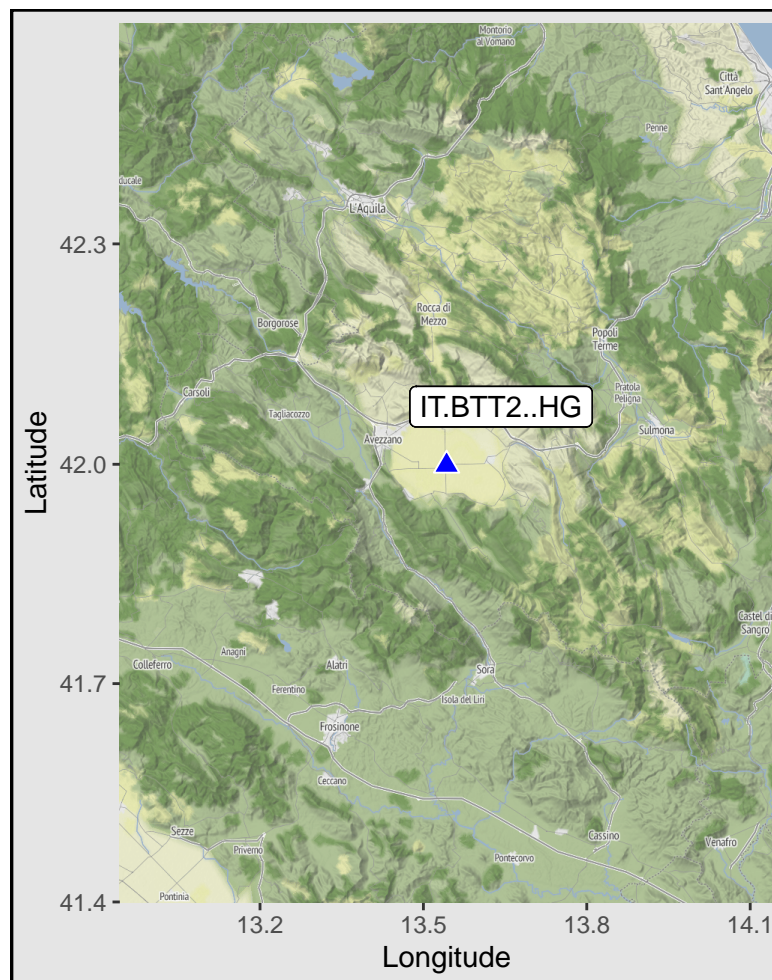 Montorio
al Vomano
Città
Sant'Angelo
Penne
ducale
L'Aquila
42.3
Rocca di
Mezzo
Borgorose
Popoli
Terme
Carsoli
Pratola
Peligna
IT.BTT2..HG
Tagliacozzo
Sulmona
Avezzano
42.0
Latitude
Castel di
Sangro
Anagni
Colleferro
Alatri
Sora
41.7
Ferentino
Isola del Liri
Frosinone
Ceccano
Sezze
Cassino
Priverno
Venafro
Pontecorvo
Pontinia
41.4
13.2
13.5
13.8
14.1
Longitude